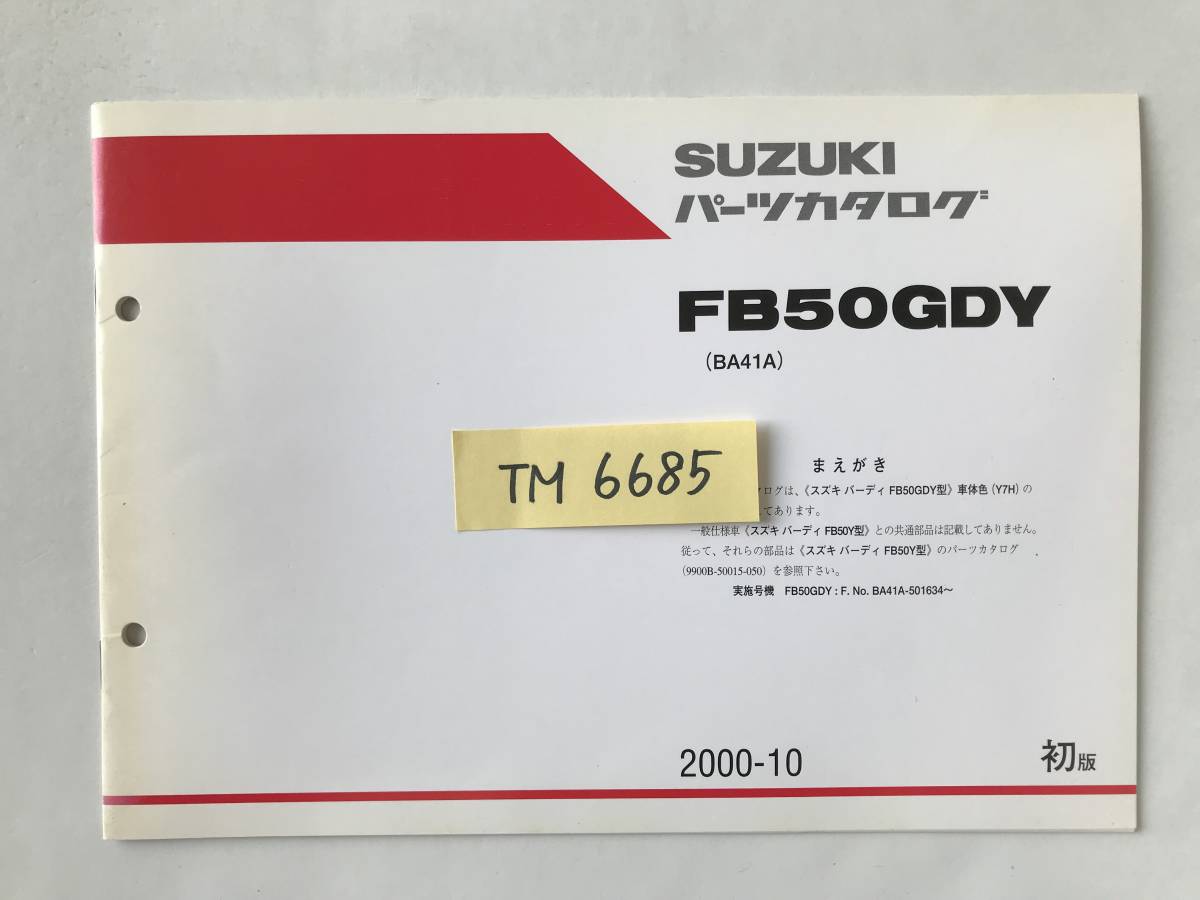 SUZUKI
パーツカタログ
FB50GDY
(BA41A)
TM 6685
まえがき
ログは、《スズキ バーディ FB50GDY型》車体色(Y7H)の
てあります。
一般仕様車《スズキ バーディ FB50Y型》との共通部品は記載してありません。
従って、それらの部品は《スズキ バーディ FB50Y型》のパーツカタログ
(9900B-50015-050)を参照下さい。
実施号機 FB50GDY : F. No. BA41A-501634～
2000-10
初版